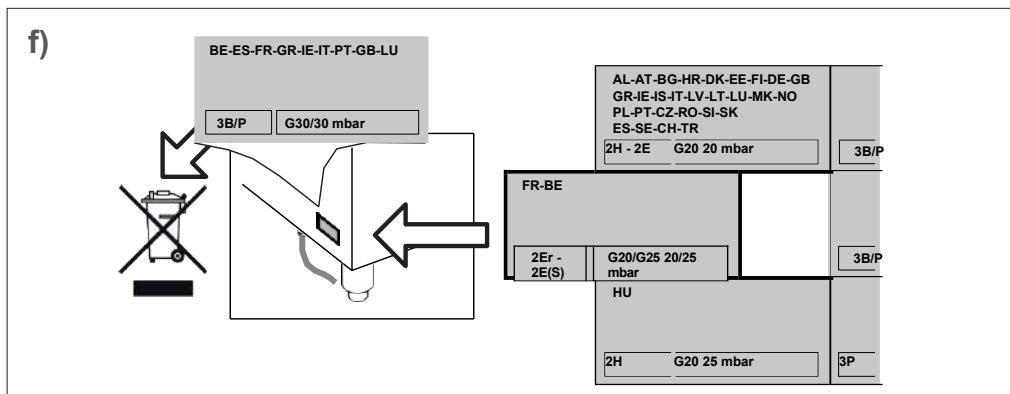 f)
BE-ES-FR-GR-IE-IT-PT-GB-LU
3B/P G30/30 mbar
AL-AT-BG-HR-DK-EE-FI-DE-GB
GR-IE-IS-IT-LV-LT-LU-MK-NO
PL-PT-CZ-RO-SI-SK
ES-SE-CH-TR
2H - 2E G20 20 mbar
3B/P
FR-BE
2Er -
2E(S)
G20/G25 20/25
mbar
3B/P
HU
2H G20 25 mbar
3P